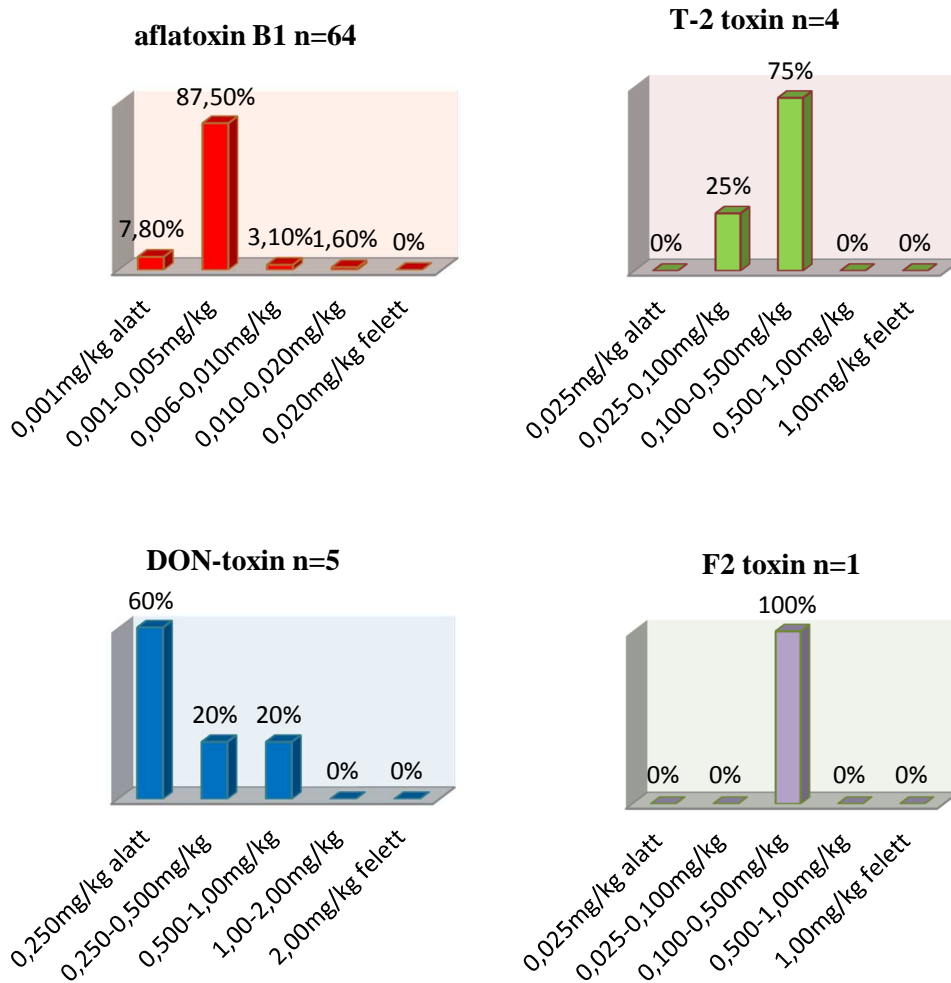 aflatoxin B1 n=64
87,50%
7,80%
3,10%
1,60%
0%
0,001mg/kg alatt
0,001-0,005mg/kg
0,006-0,010mg/kg
0,010-0,020mg/kg
0,020mg/kg felett
T-2 toxin n=4
75%
25%
0%
0%
0%
0,025mg/kg alatt
0,025-0,100mg/kg
0,100-0,500mg/kg
0,500-1,00mg/kg
1,00mg/kg felett
DON-toxin n=5
60%
20%
20%
0%
0%
0,250mg/kg alatt
0,250-0,500mg/kg
0,500-1,00mg/kg
1,00-2,00mg/kg
2,00mg/kg felett
F2 toxin n=1
100%
0%
0%
0%
0%
0,025mg/kg alatt
0,025-0,100mg/kg
0,100-0,500mg/kg
0,500-1,00mg/kg
1,00mg/kg felett